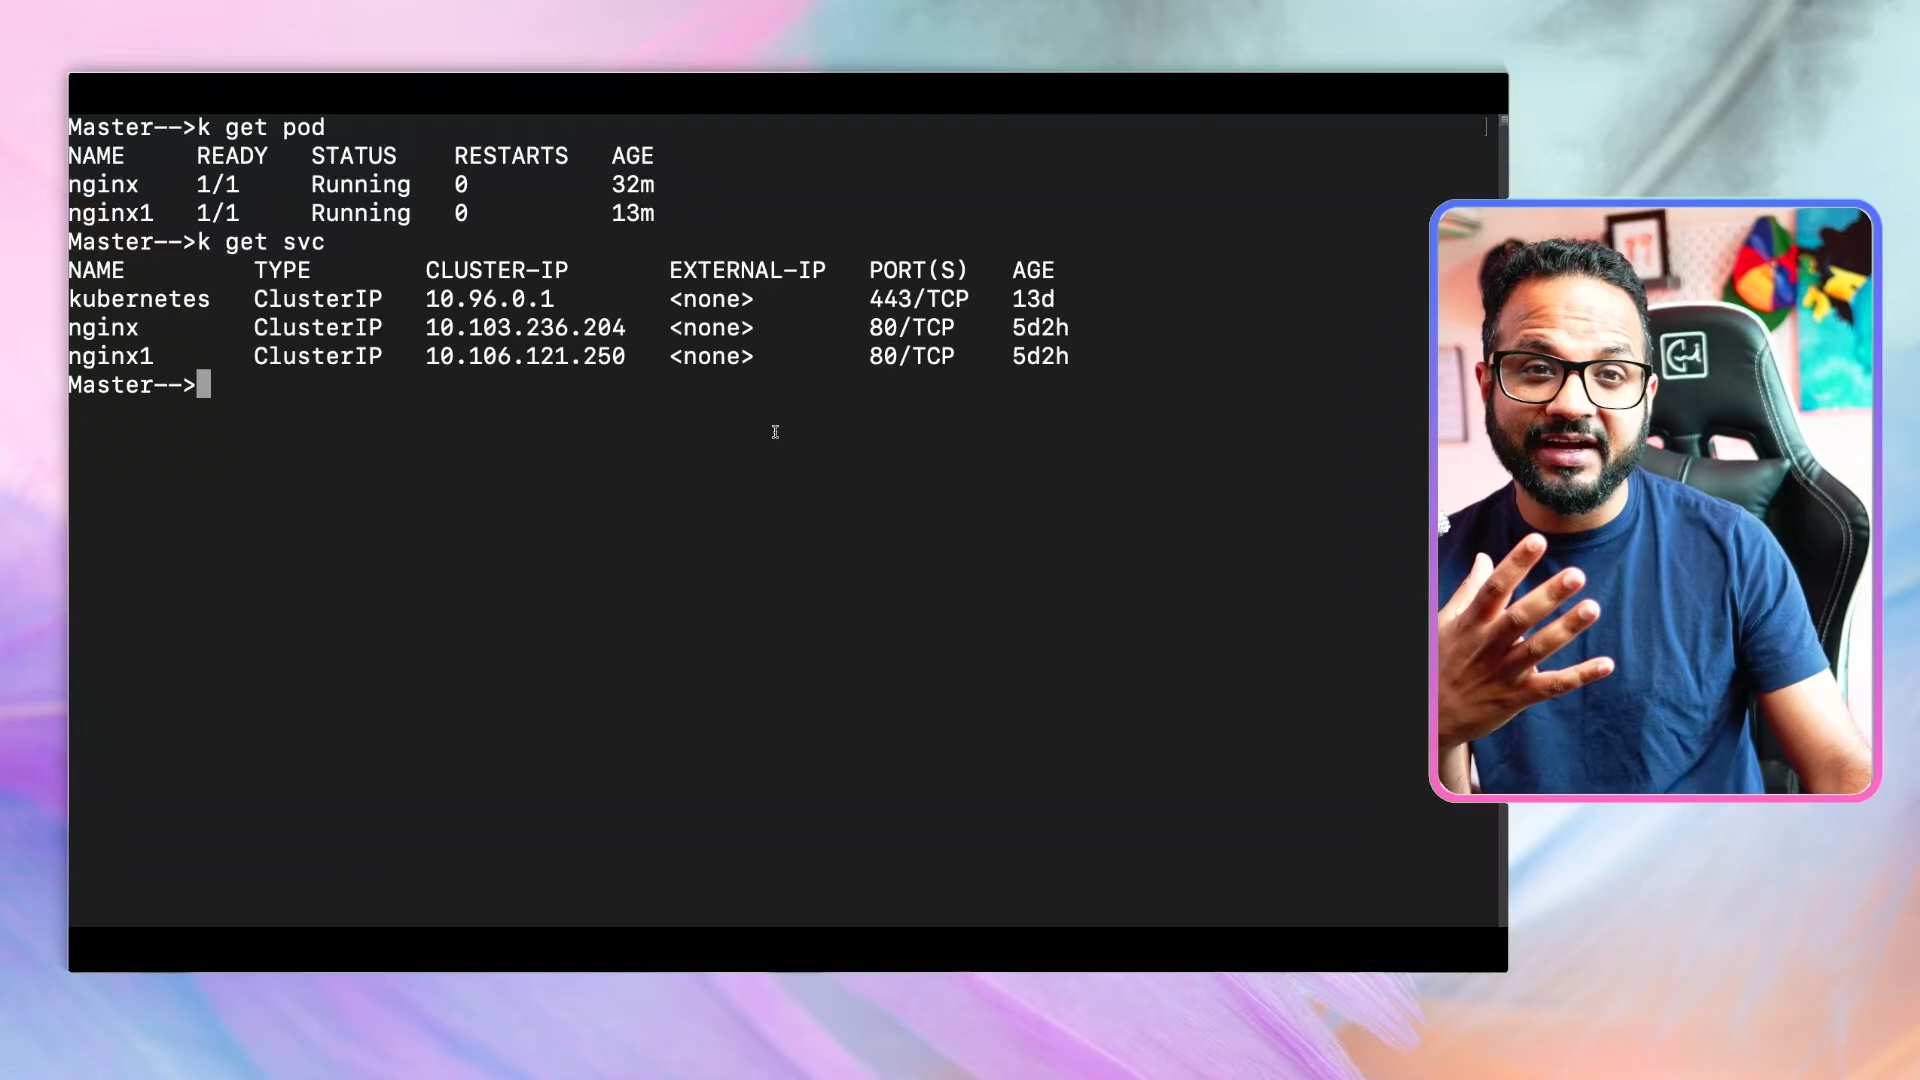 Master-->k get pod
NAME READY STATUS RESTARTS AGE
nginx 1/1 Running 0 32m
nginx1 1/1 Running 0 13m
Master-->k get svc
NAME TYPE CLUSTER-IP EXTERNAL-IP PORT(S) AGE
kubernetes ClusterIP 10.96.0.1 <none> 443/TCP 13d
nginx ClusterIP 10.103.236.204 <none> 80/TCP 5d2h
nginx1 ClusterIP 10.106.121.250 <none> 80/TCP 5d2h
Master-->